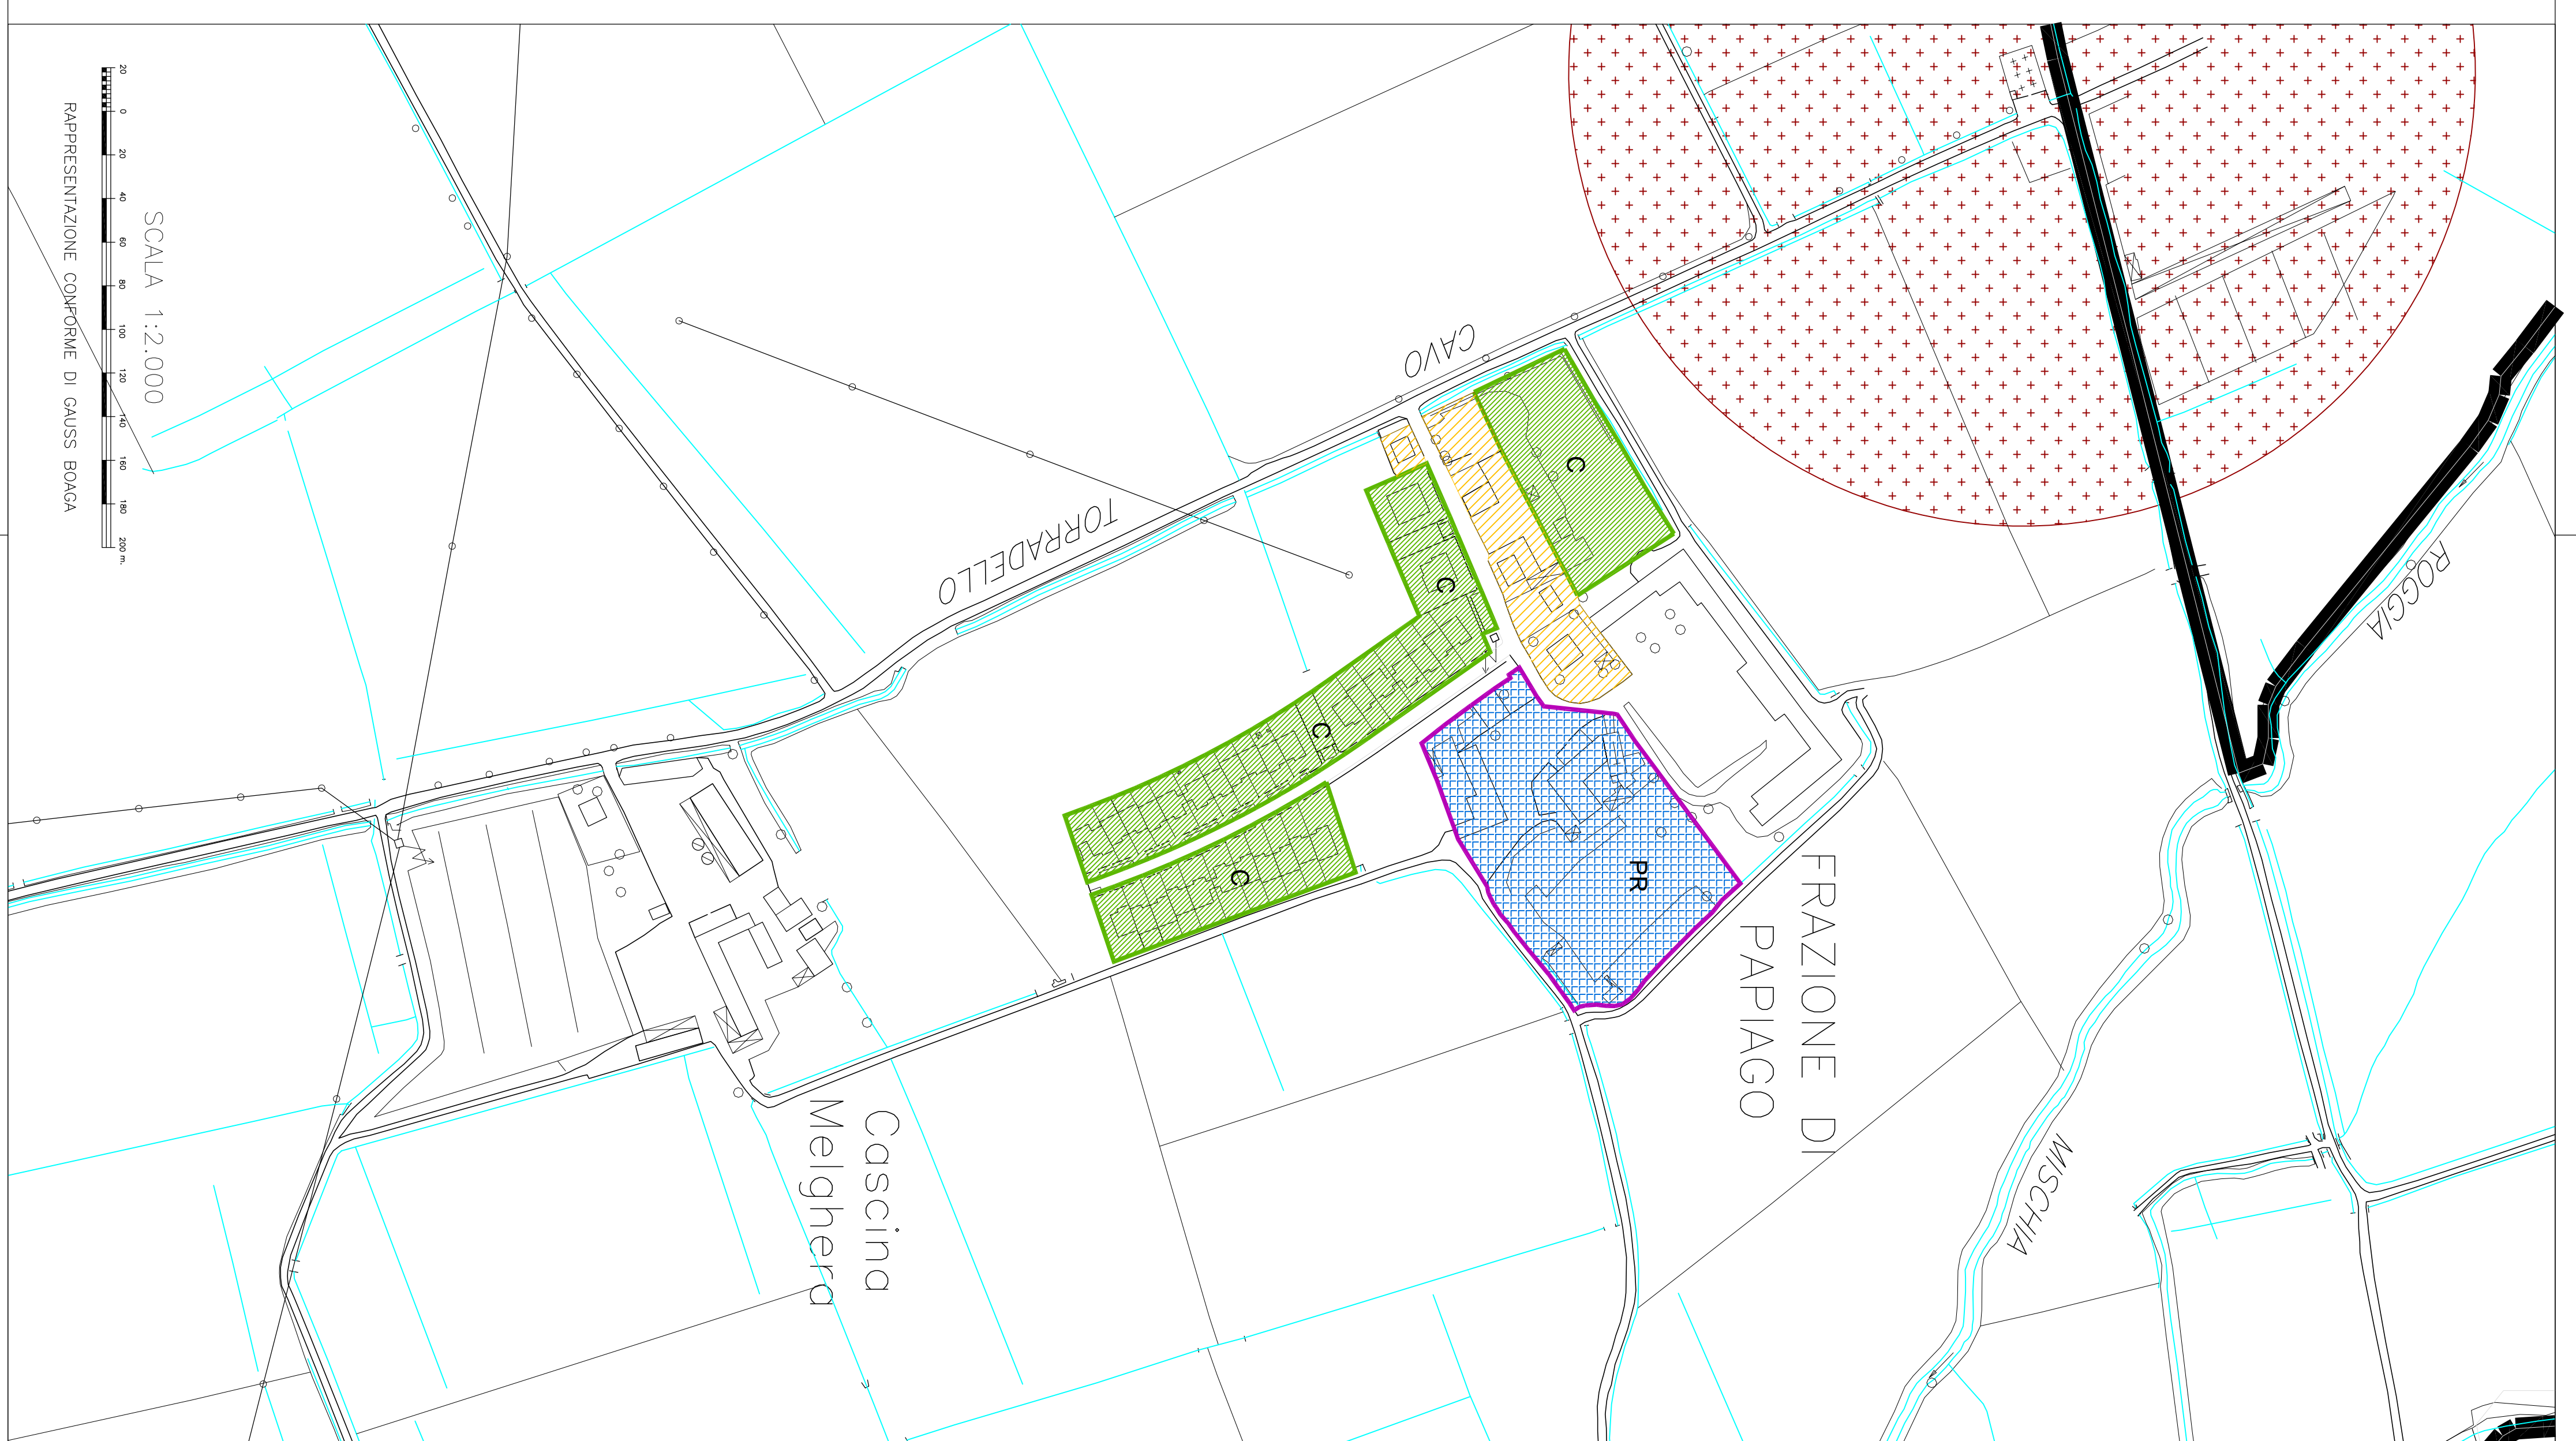 SCALA 1:2.000
20 0 20 40 60 80 100 120 140 160 180 200 m.
RAPPRESENTAZIONE CONFORME DI GAUSS BOAGA
CAVO
TORRADELLO
ROGGIA
MISCHIA
C
C
C
C
PR
FRAZIONE DI
PAPIAGO
Cascina
Melghera